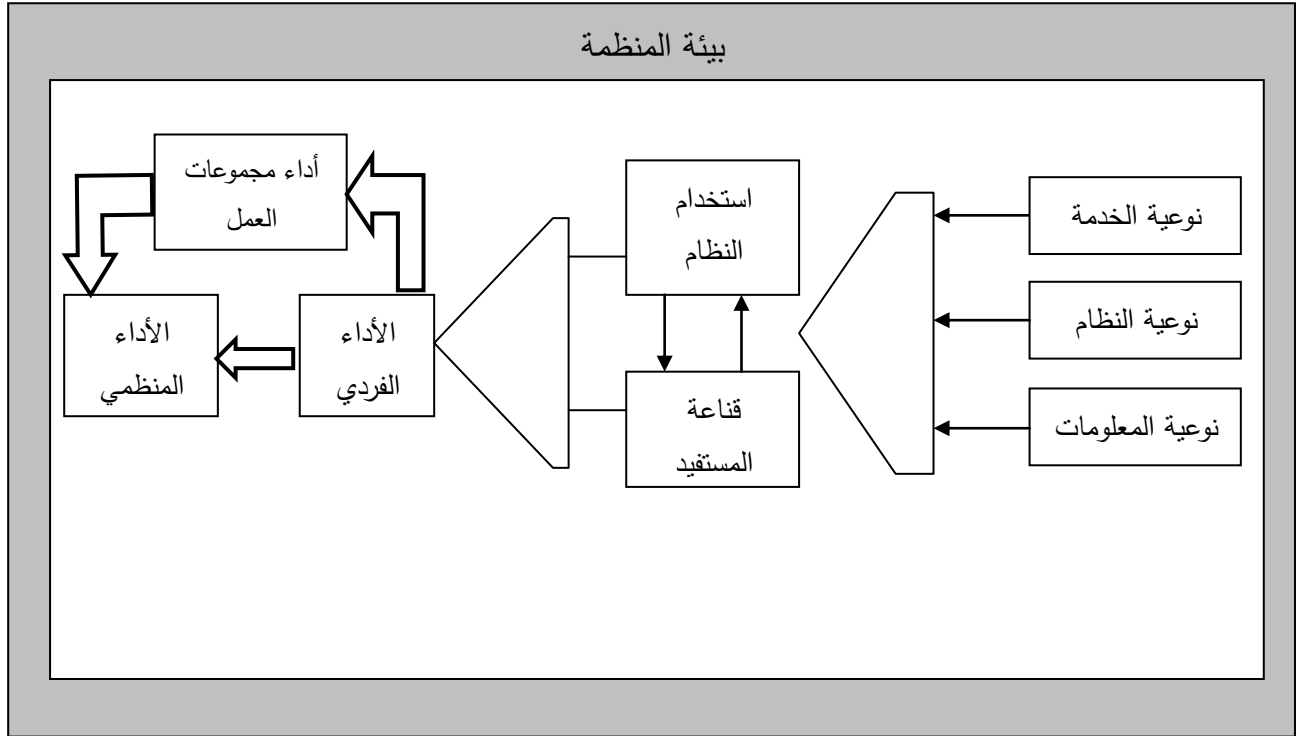 بيئة المنظمة
نوعية الخدمة
نوعية النظام
نوعية المعلومات
استخدام
النظام
قناعة
المستفيد
أداء مجموعات
العمل
الأداء
الفردي
الأداء
المنظمي